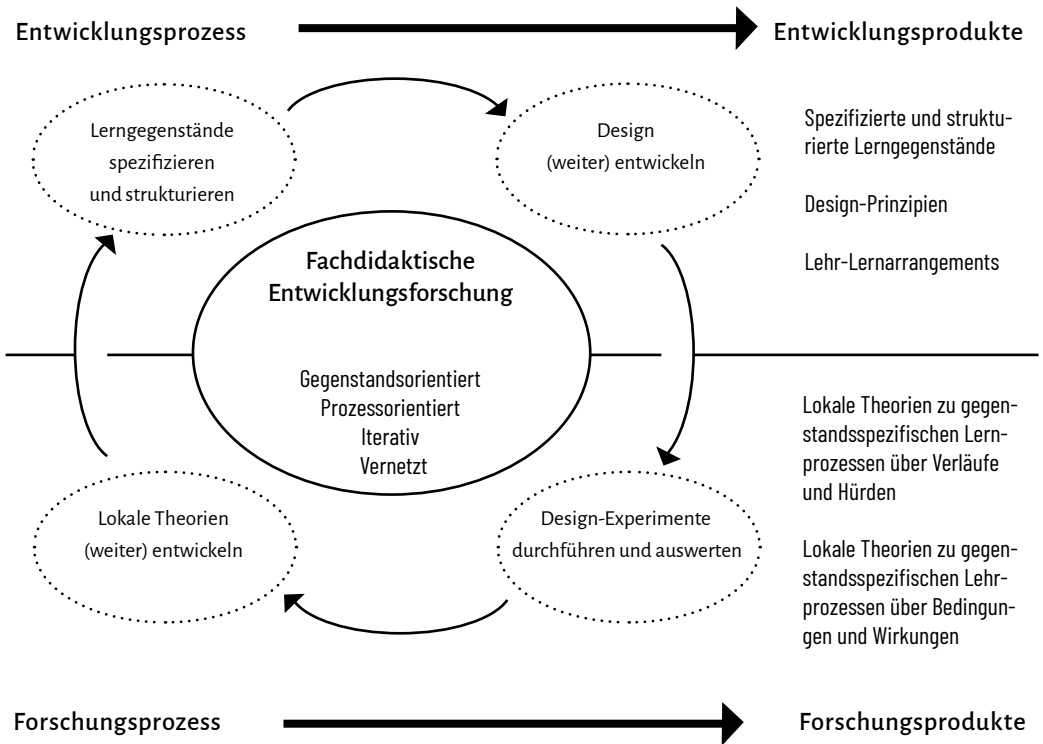 Entwicklungsprozess
Entwicklungsprodukte
Lerngegenstände
spezifizieren
und strukturieren
Design
(weiter) entwickeln
Spezifizierte und struktu-
rierte Lerngegenstände
Design-Prinzipien
Lehr-Lernarrangements
Fachdidaktische
Entwicklungsforschung
Gegenstandsorientiert
Prozessorientiert
Iterativ
Vernetzt
Lokale Theorien
(weiter) entwickeln
Design-Experimente
durchführen und auswerten
Lokale Theorien zu gegen-
standsspezifischen Lern-
prozessen über Verläufe
und Hürden
Lokale Theorien zu gegen-
standsspezifischen Lehr-
prozessen über Bedingun-
gen und Wirkungen
Forschungsprozess
Forschungsprodukte